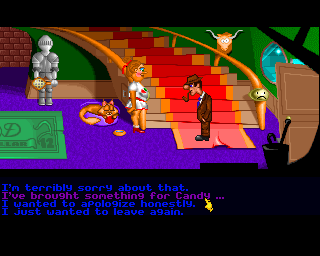 I'm terribly sorry about that.
I've brought something for Candy ...
I wanted to apologize honestly.
I Just wanted to leave again.